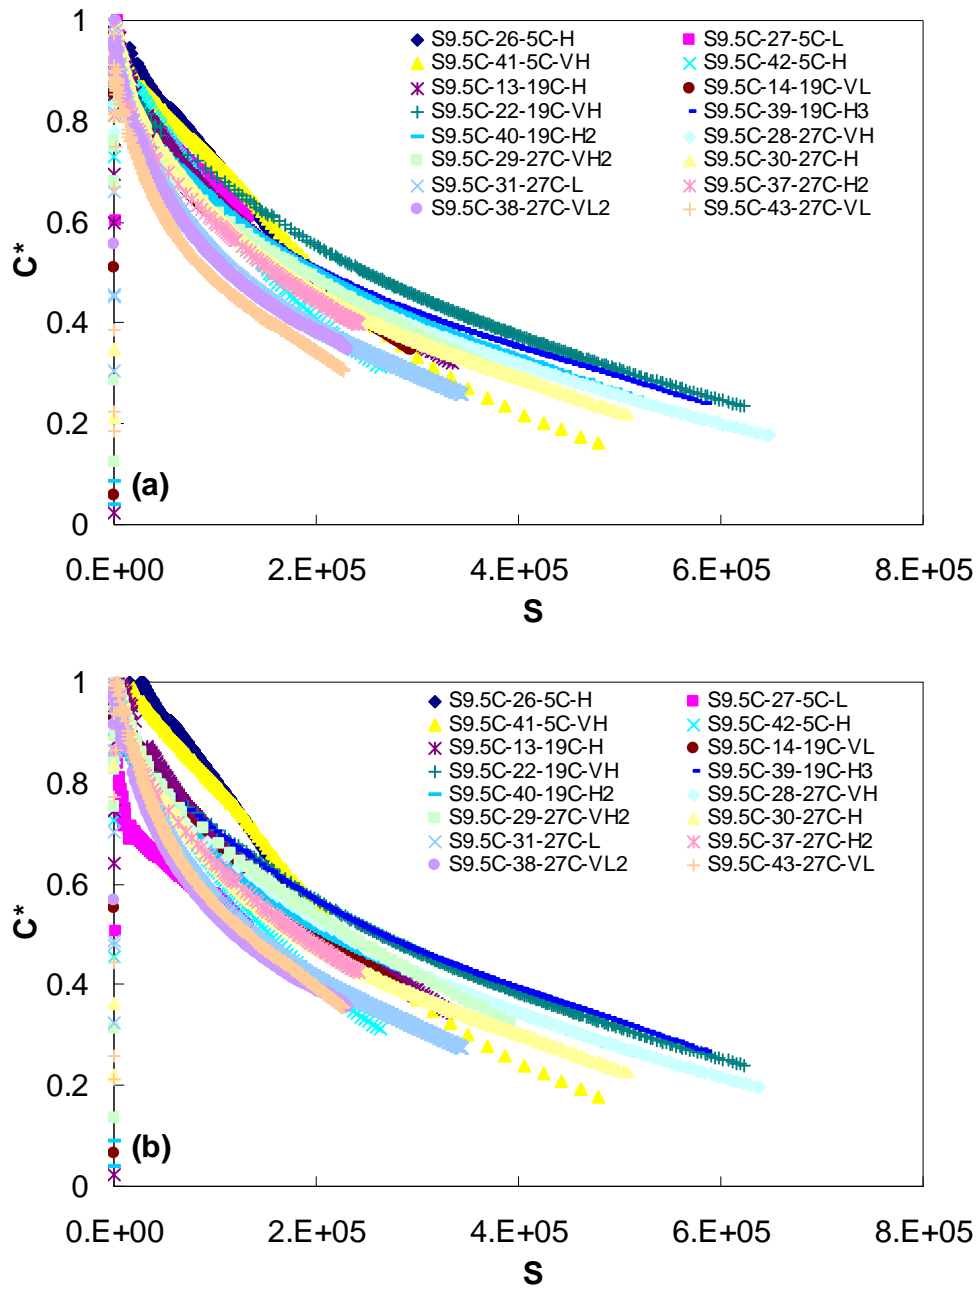 1
S9.5C-26-5C-H S9.5C-27-5C-L
S9.5C-41-5C-VH S9.5C-42-5C-H
0.8
S9.5C-13-19C-H S9.5C-14-19C-VL
S9.5C-22-19C-VH S9.5C-39-19C-H3
S9.5C-40-19C-H2 S9.5C-28-27C-VH
S9.5C-29-27C-VH2 S9.5C-30-27C-H
0.6
S9.5C-31-27C-L S9.5C-37-27C-H2
S9.5C-38-27C-VL2 S9.5C-43-27C-VL
C*
0.4
0.2
(a)
0
0.E+00 2.E+05 4.E+05 6.E+05 8.E+05
S
1
S9.5C-26-5C-H S9.5C-27-5C-L
S9.5C-41-5C-VH S9.5C-42-5C-H
S9.5C-13-19C-H S9.5C-14-19C-VL
0.8
S9.5C-22-19C-VH S9.5C-39-19C-H3
S9.5C-40-19C-H2 S9.5C-28-27C-VH
S9.5C-29-27C-VH2 S9.5C-30-27C-H
S9.5C-31-27C-L S9.5C-37-27C-H2
0.6
S9.5C-38-27C-VL2 S9.5C-43-27C-VL
C*
0.4
0.2
(b)
0
0.E+00 2.E+05 4.E+05 6.E+05 8.E+05
S